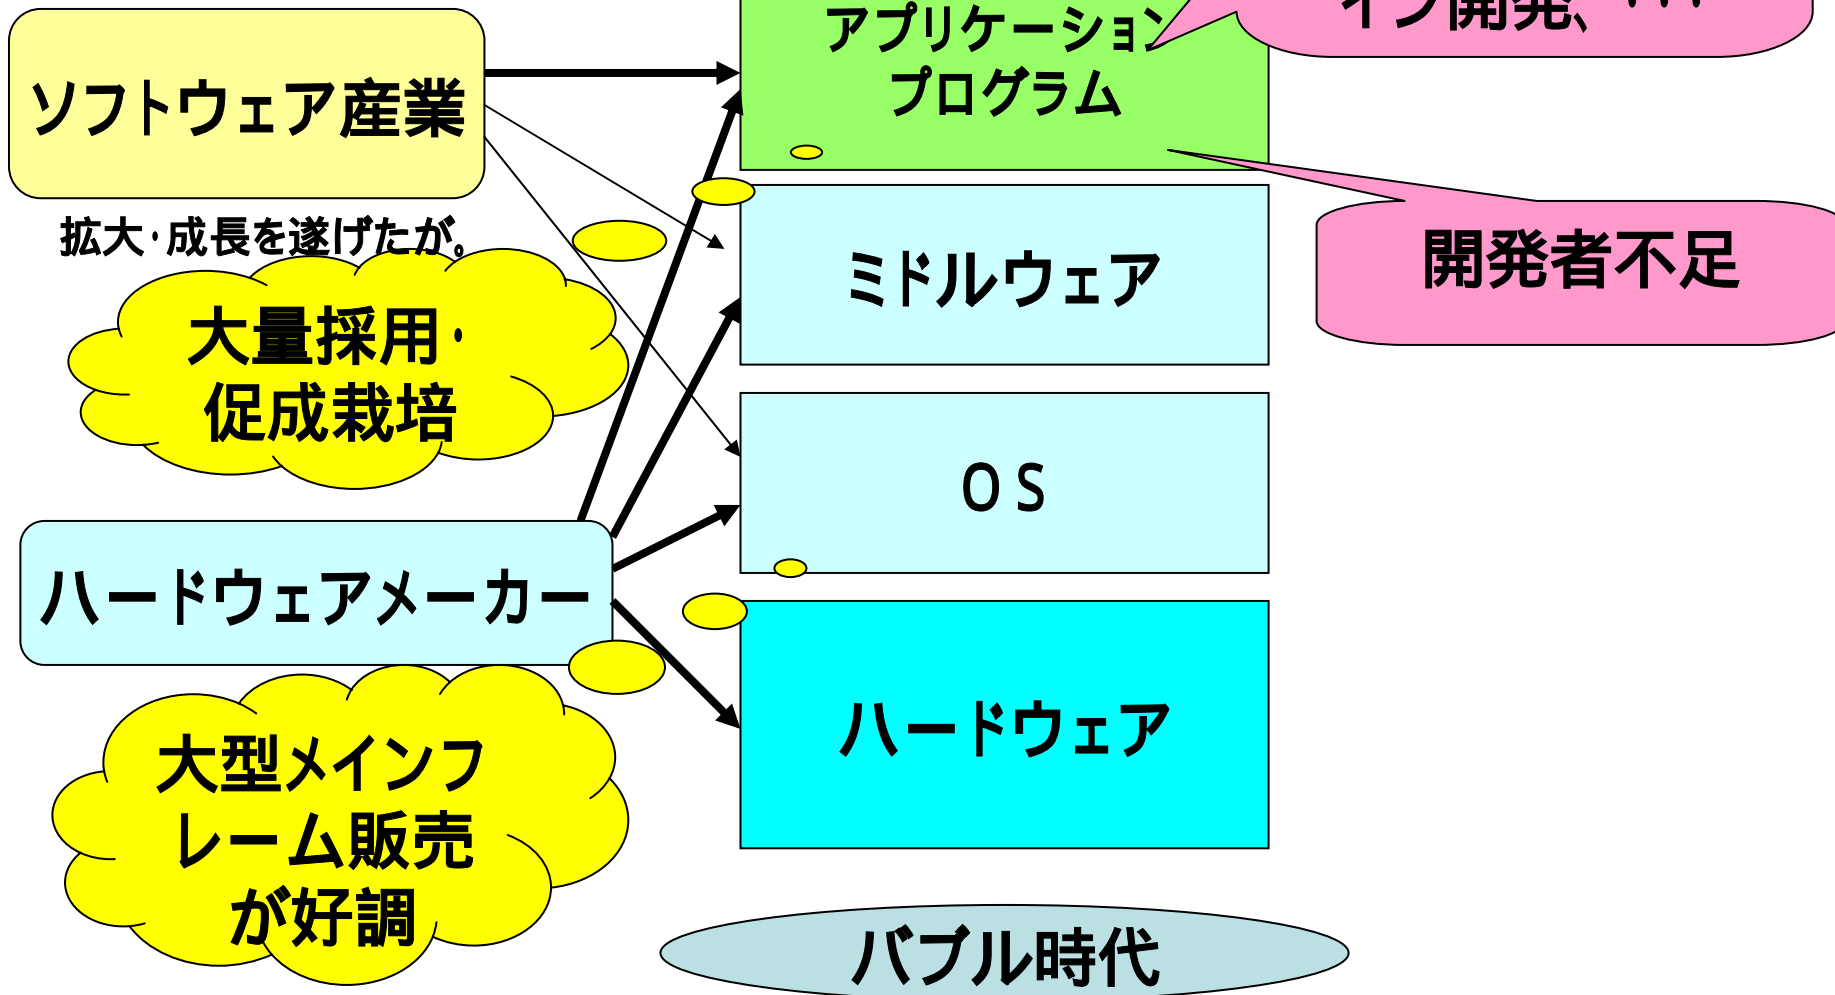 イン開発、・・・
アプリケーション
プログラム
ソフトウェア産業
拡大・成長を遂げたが。
開発者不足
ミドルウェア
大量採用・
促成栽培
ＯＳ
ハードウェアメーカー
ハードウェア
大型メインフ
レーム販売
が好調
バブル時代